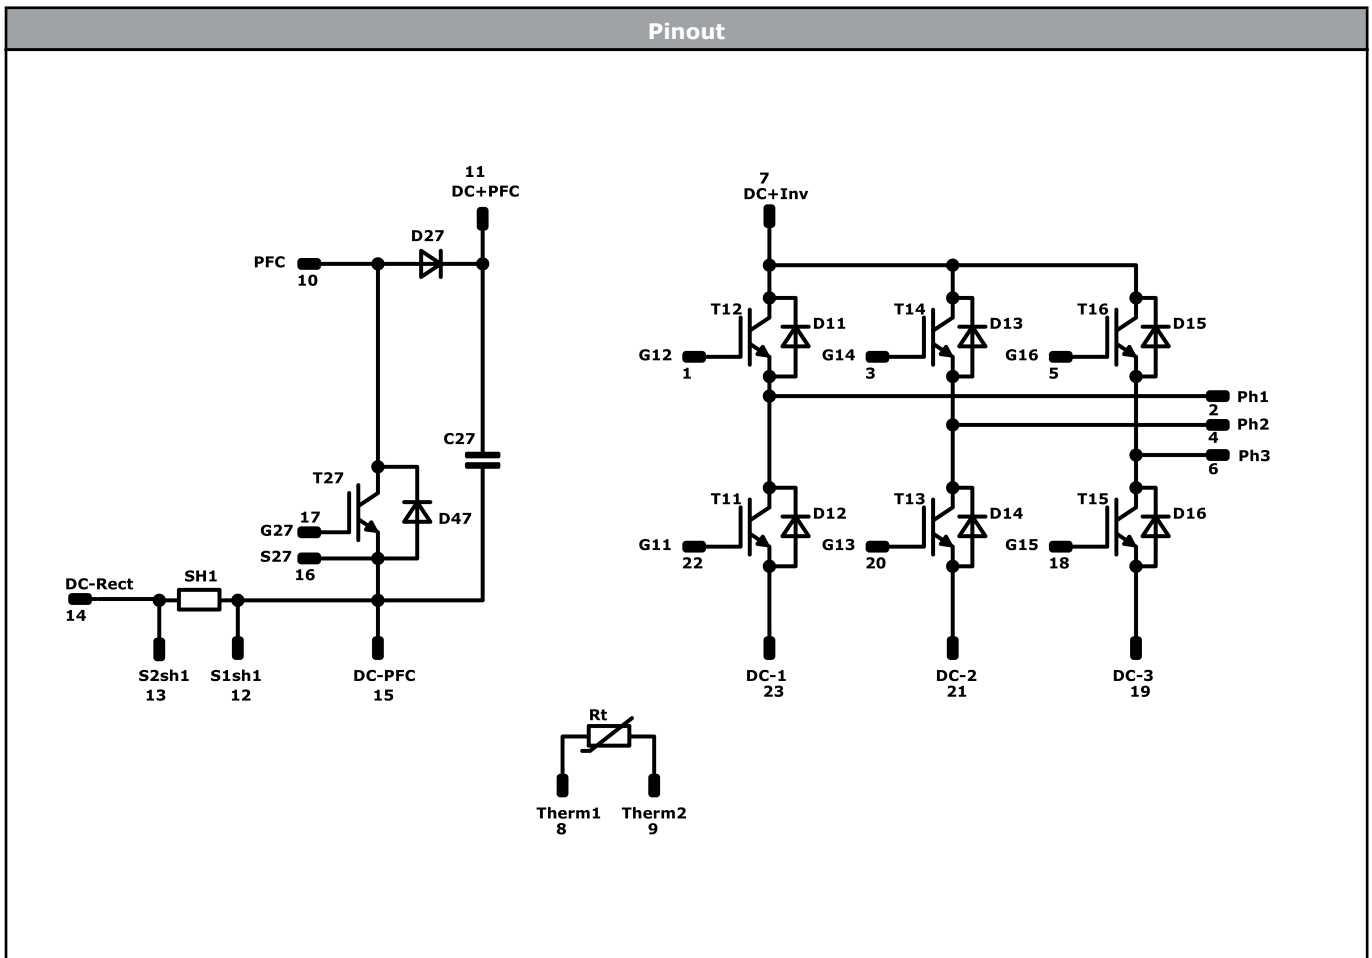 Pinout
11
DC+PFC
D27
PFC
10
C27
T27
17
G27
D47
S27
16
DC-Rect
14
SH1
S2sh1
13
S1sh1
12
DC-PFC
15
7
DC+Inv
T12
D11
T14
D13
T16
D15
G12
1
G14
3
G16
5
Ph1
2
Ph2
4
Ph3
6
T11
D12
T13
D14
T15
D16
G11
22
G13
20
G15
18
DC-1
23
DC-2
21
DC-3
19
Rt
Therm1
8
Therm2
9